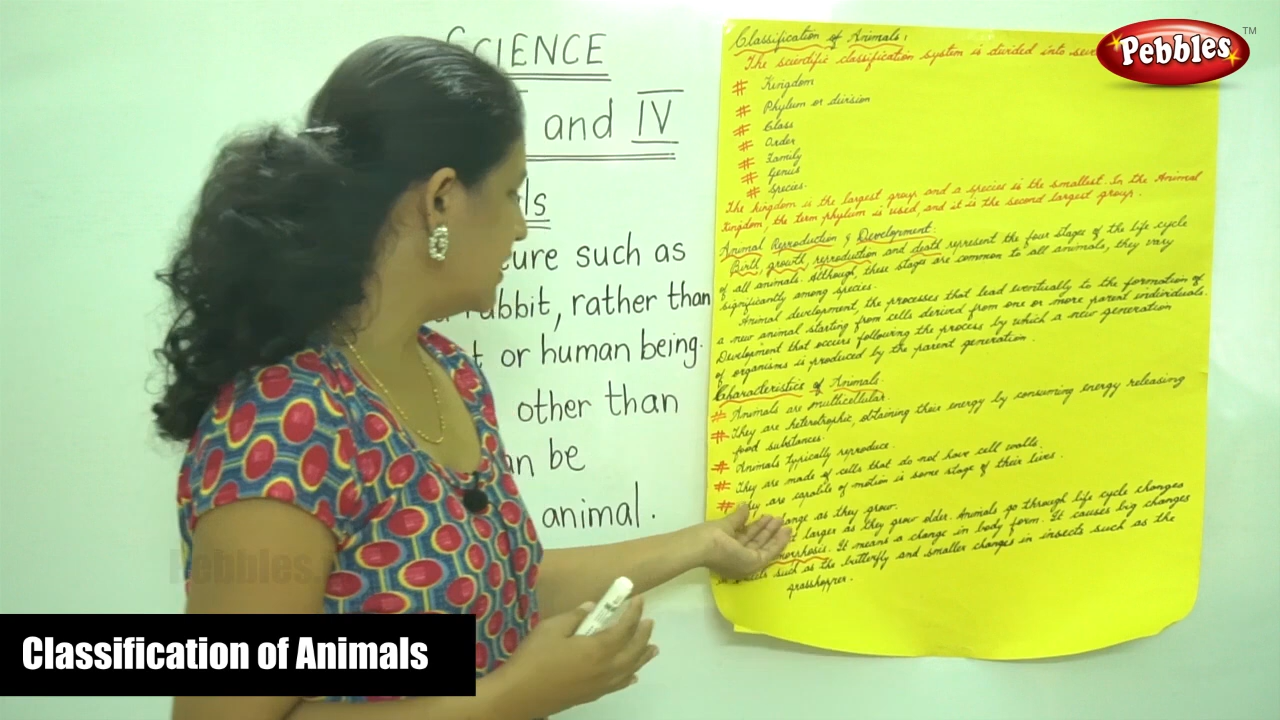 SCIENCE
and IV
ls
ture such as
rabbit, rather than
t or human being.
other than
an be
animal.
Classification of Animals:
The scientific classification system is divided into
# Kingdom
# Phylum or division
# Class
# Order
# Family
# Genus
# Species.
The kingdom is the largest group and a species is the smallest. In the Animal
Kingdom, the term phylum is used, and it is the second largest group.
Animal Reproduction & Development:
Birth, growth, reproduction and death represent the four stages of the life cycle
of all animals. Although, these stages are common to all animals, they vary
significantly among species.
Animal development, the processes that lead eventually to the formation of
a new animal starting from cells derived from one or more parent individuals.
Development that occurs following the process by which a new generation
of organisms is produced by the parent generation.
Characteristics of Animals.
# Animals are multicellular.
# They are heterotrophic, obtaining their energy by consuming energy releasing
food substances.
# Animals typically reproduce.
# They are made of cells that do not have cell walls.
# They are capable of motion is some stage of their lives.
ange as they grow.
larger as they grow older. Animals go through life cycle changes
morphosis. It means a change in body form. It causes big changes
insects such as the butterfly and smaller changes in insects such as the
grasshopper.
Pebbles TM
Pebbles
Classification of Animals